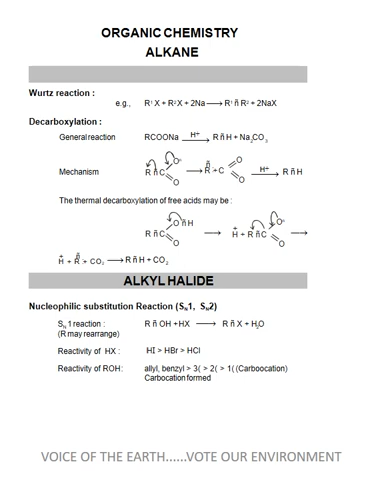 ORGANIC CHEMISTRY
ALKANE
Wurtz reaction :
e.g., R¹ X + R²X + 2Na ⟶ R¹ ñ R² + 2NaX
Decarboxylation :
General reaction RCOONa H+ ⟶ R ñ H + Na₂CO₃
Mechanism R ñ C O⊖ O ⟶ R̈ + C O O H+ ⟶ R ñ H
The thermal decarboxylation of free acids may be :
R ñ C O ñ H O ⟶ H + + R ñ C O⊖ O ⟶
H + + R̈ + CO₂ ⟶ R ñ H + CO₂
ALKYL HALIDE
Nucleophilic substitution Reaction (SN1, SN2)
SN 1 reaction : R ñ OH + HX ⟶ R ñ X + H₂O
(R may rearrange)
Reactivity of HX : HI > HBr > HCl
Reactivity of ROH : allyl, benzyl > 3( > 2( > 1( (Carboocation)
Carbocation formed
VOICE OF THE EARTH......VOTE OUR ENVIRONMENT